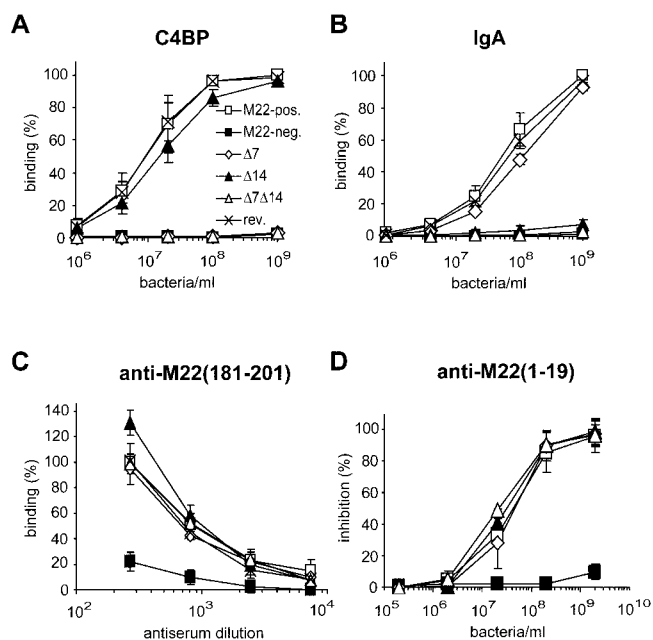 A
C4BP
binding (%)
100
80
60
40
20
0
10⁶
10⁷
10⁸
10⁹
bacteria/ml
M22-pos.
M22-neg.
Δ7
Δ14
Δ7Δ14
rev.
B
IgA
binding (%)
100
80
60
40
20
0
10⁶
10⁷
10⁸
10⁹
bacteria/ml
C
anti-M22(181-201)
binding (%)
140
120
100
80
60
40
20
0
10²
10³
10⁴
antiserum dilution
D
anti-M22(1-19)
inhibition (%)
100
80
60
40
20
0
10⁵
10⁶
10⁷
10⁸
10⁹
10¹⁰
bacteria/ml